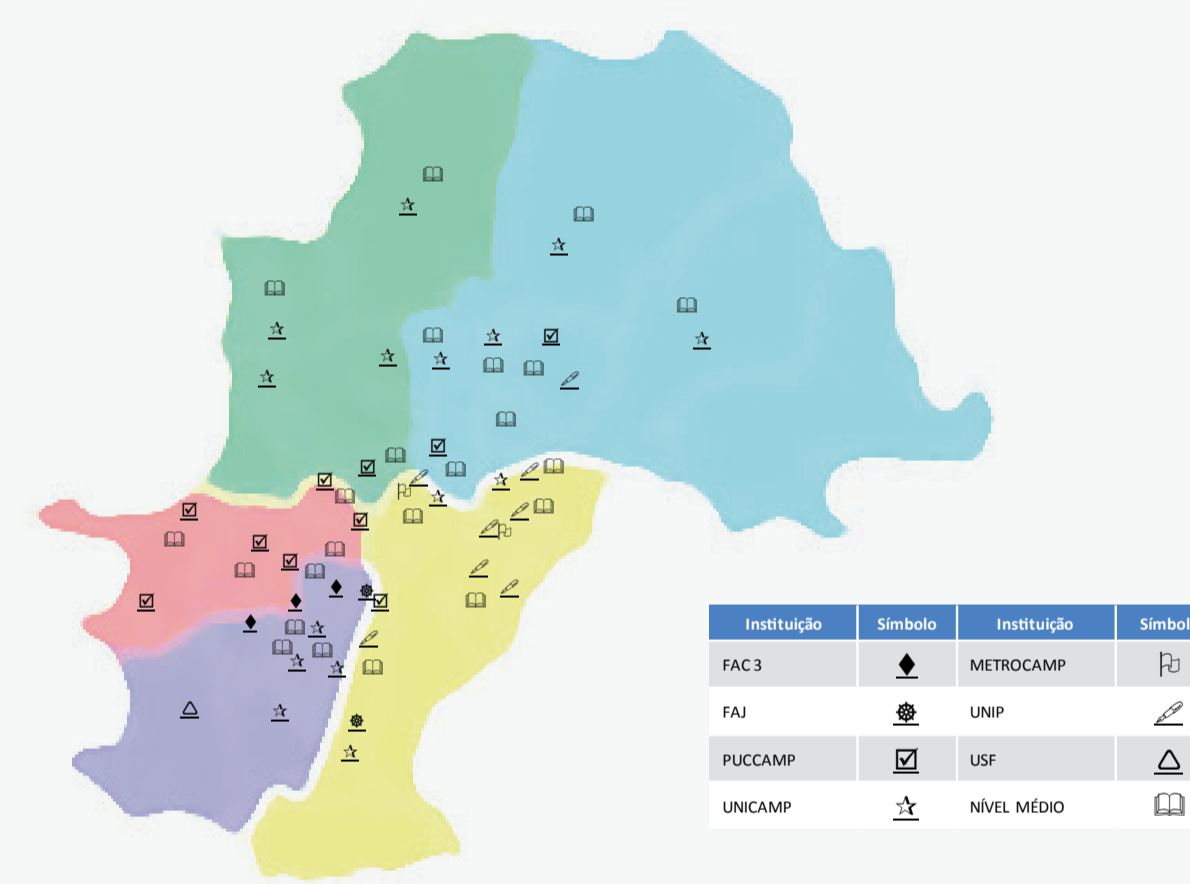 Instituição Símbolo Instituição Símbol
FAC 3 METROCAMP
FAJ UNIP
PUCCAMP USF
UNICAMP NÍVEL MÉDIO